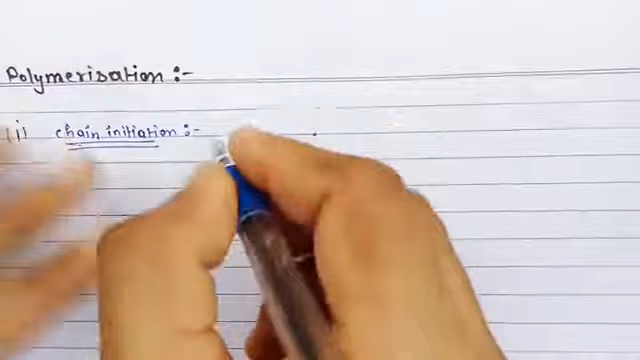 Polymerisation :-
(i) chain initiation :-